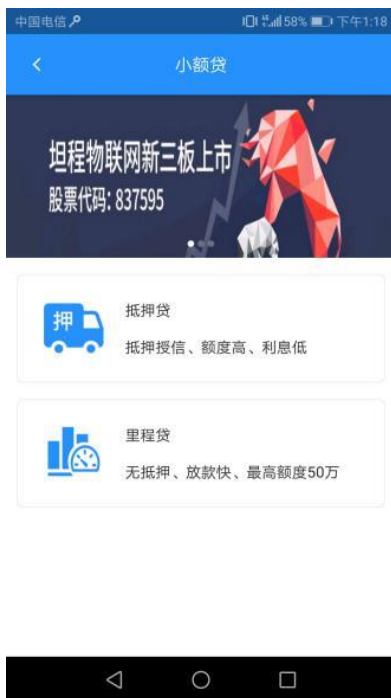 中国电信
58%
下午1:18
小额贷
坦程物联网新三板上市
股票代码: 837595
押
抵押贷
抵押授信、额度高、利息低
里程贷
无抵押、放款快、最高额度50万